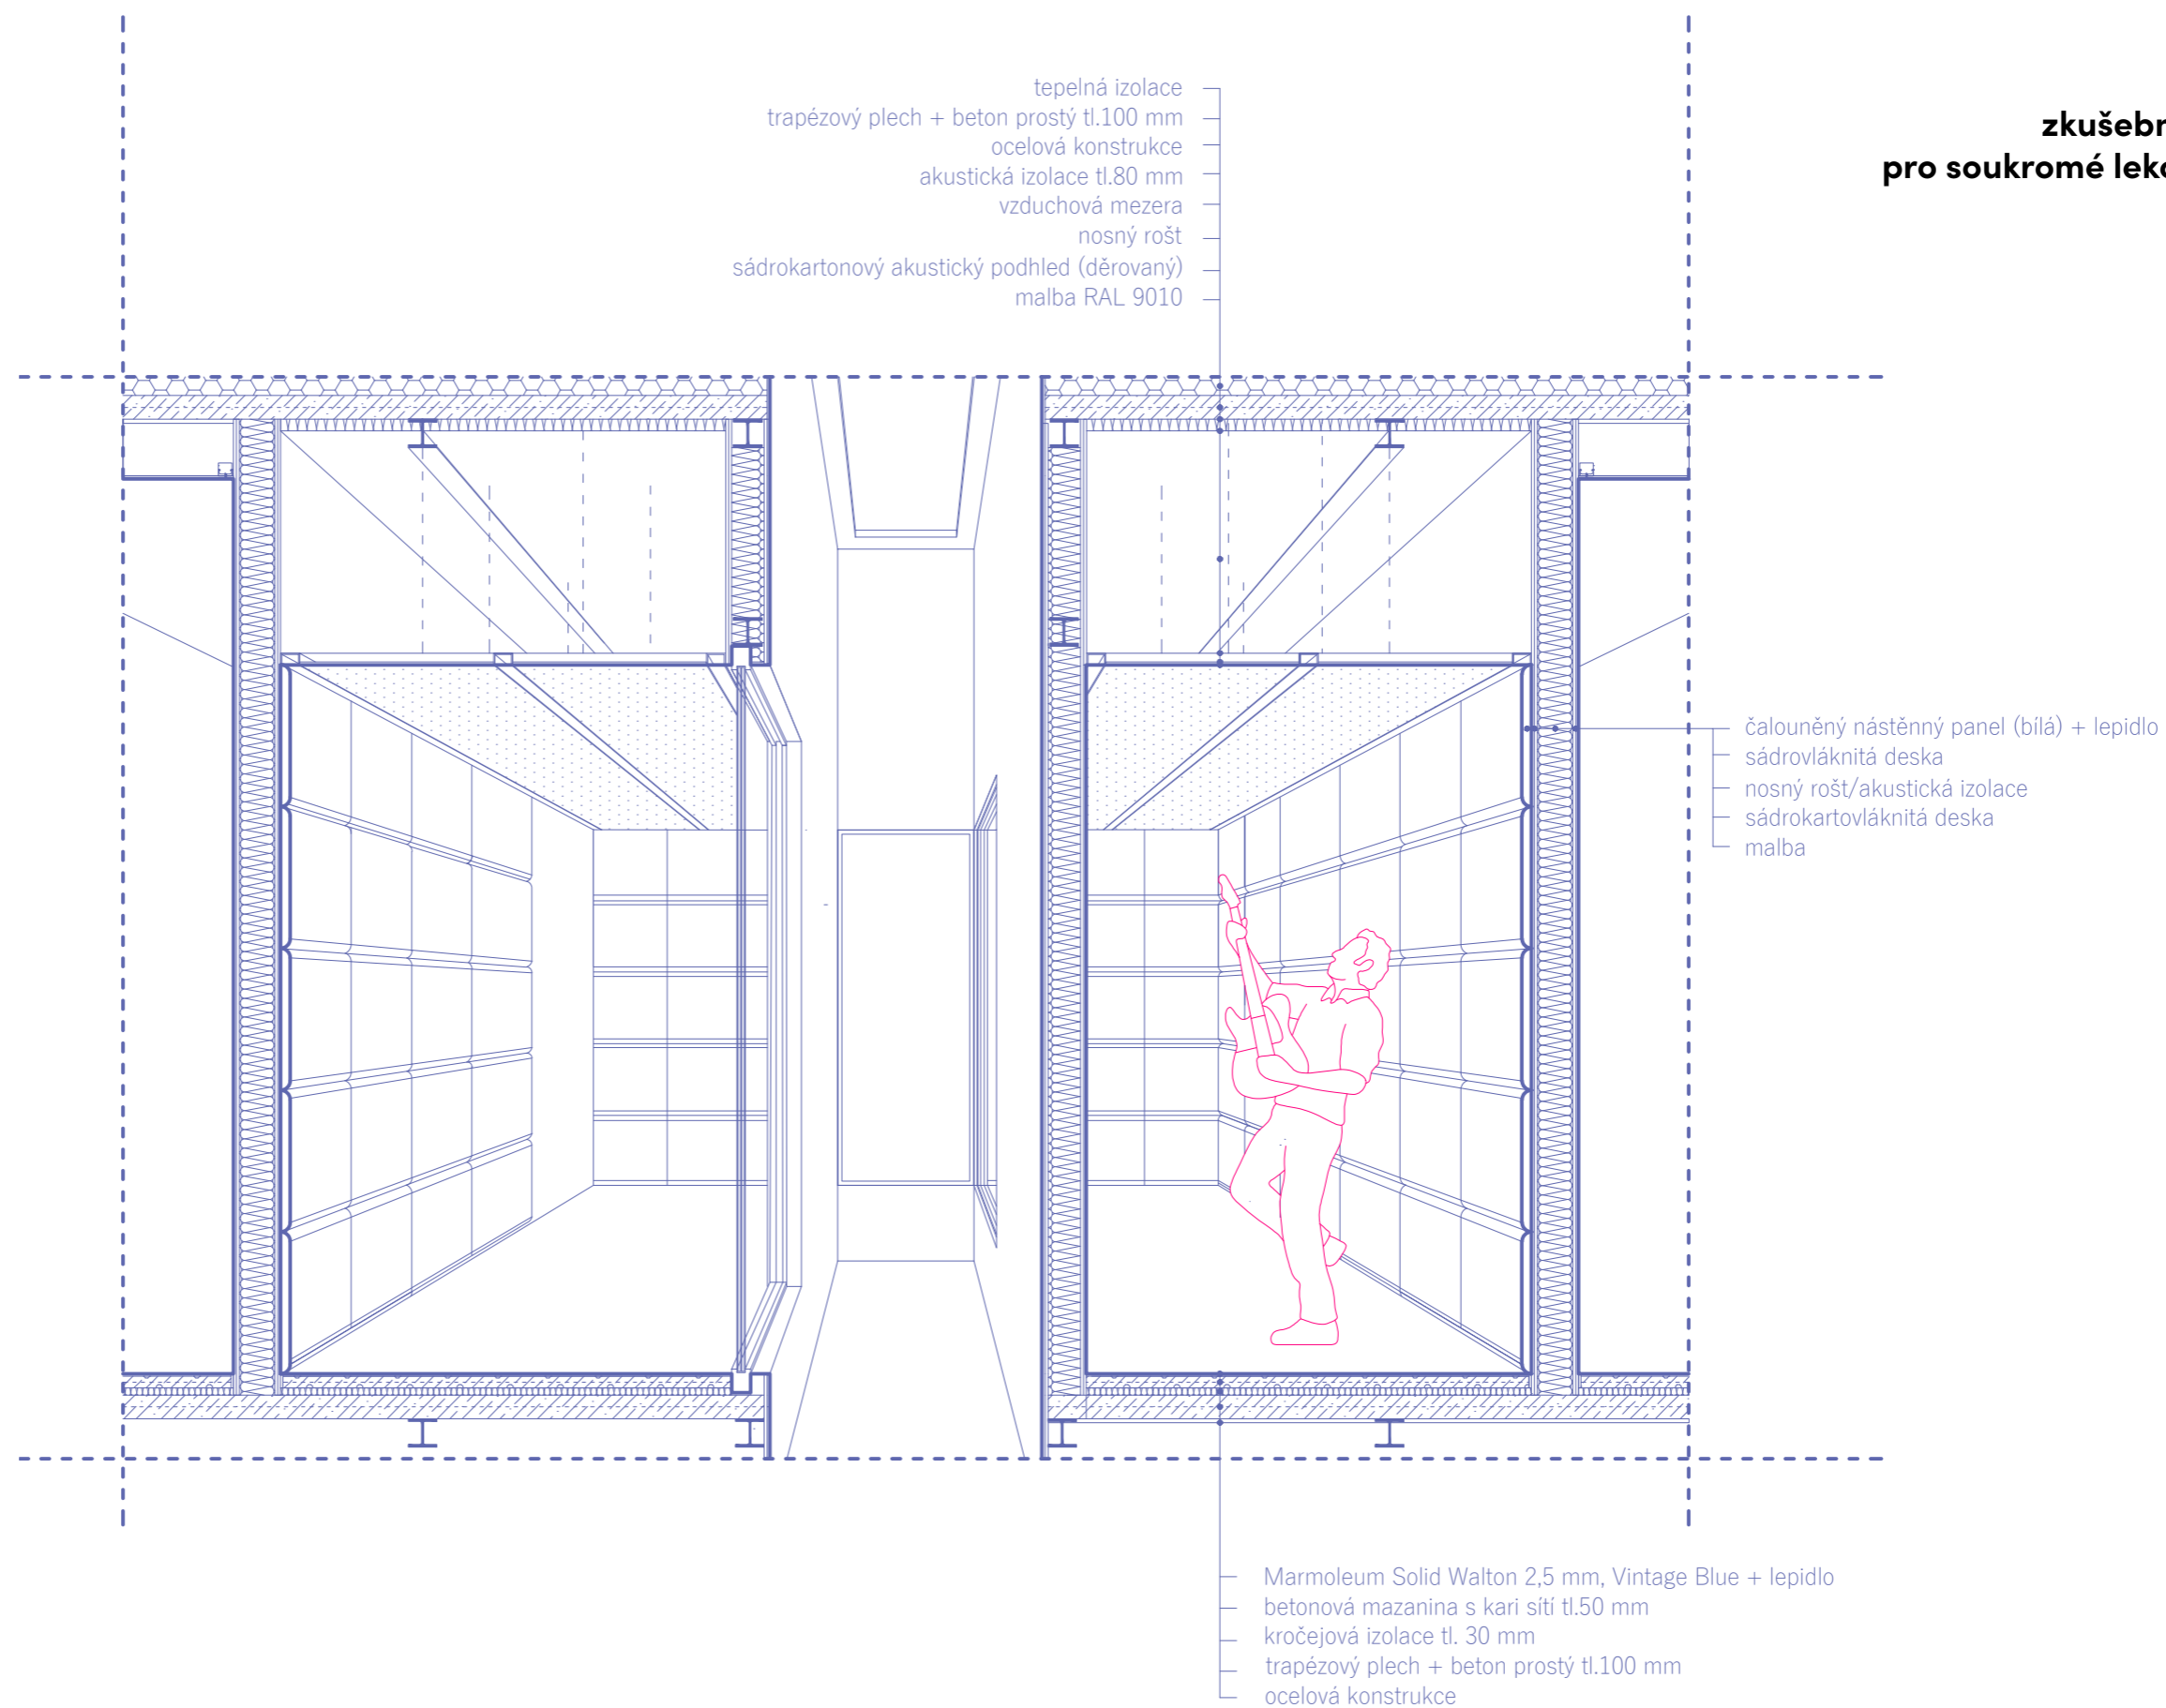 tepelná izolace
trapézový plech + beton prostý tl.100 mm
ocelová konstrukce
akustická izolace tl.80 mm
vzduchová mezera
nosný rošt
sádrokartonový akustický podhled (děrovaný)
malba RAL 9010
pro soukromé
čalouněný nástěnný panel (bílá) + lepidlo
sádrovláknitá deska
nosný rošt/akustická izolace
sádrokartovláknitá deska
malba
Marmoleum Solid Walton 2,5 mm, Vintage Blue + lepidlo
betonová mazanina s kari sítí tl.50 mm
kročejová izolace tl. 30 mm
trapézový plech + beton prostý tl.100 mm
ocelová konstrukce